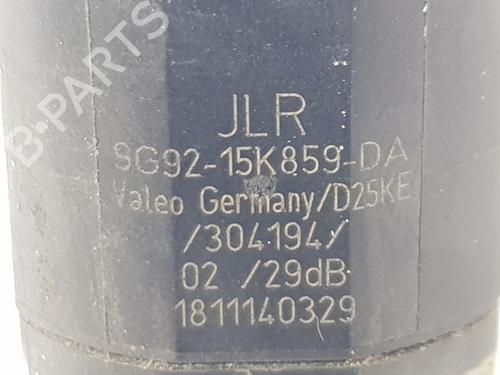 B-PARTS
JLR
8G92-15K859-DA
Valeo Germany/D25KE
/304194/
02 /29dB
1811140329